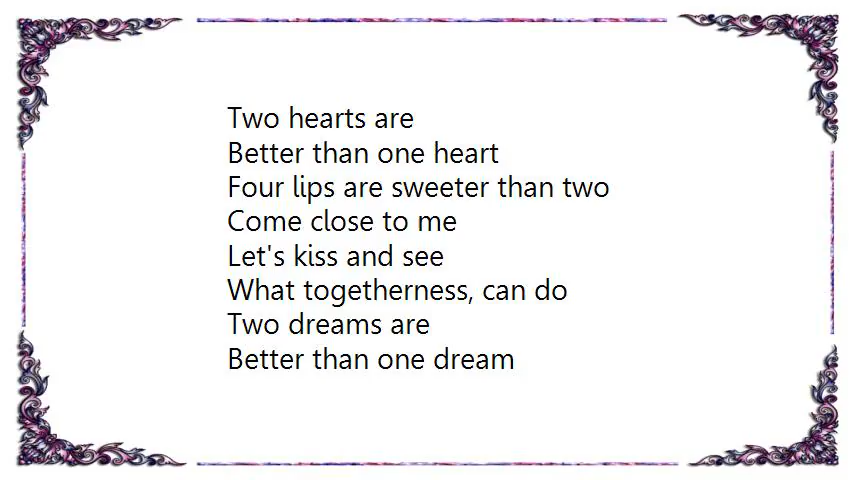 Two hearts are
Better than one heart
Four lips are sweeter than two
Come close to me
Let's kiss and see
What togetherness, can do
Two dreams are
Better than one dream